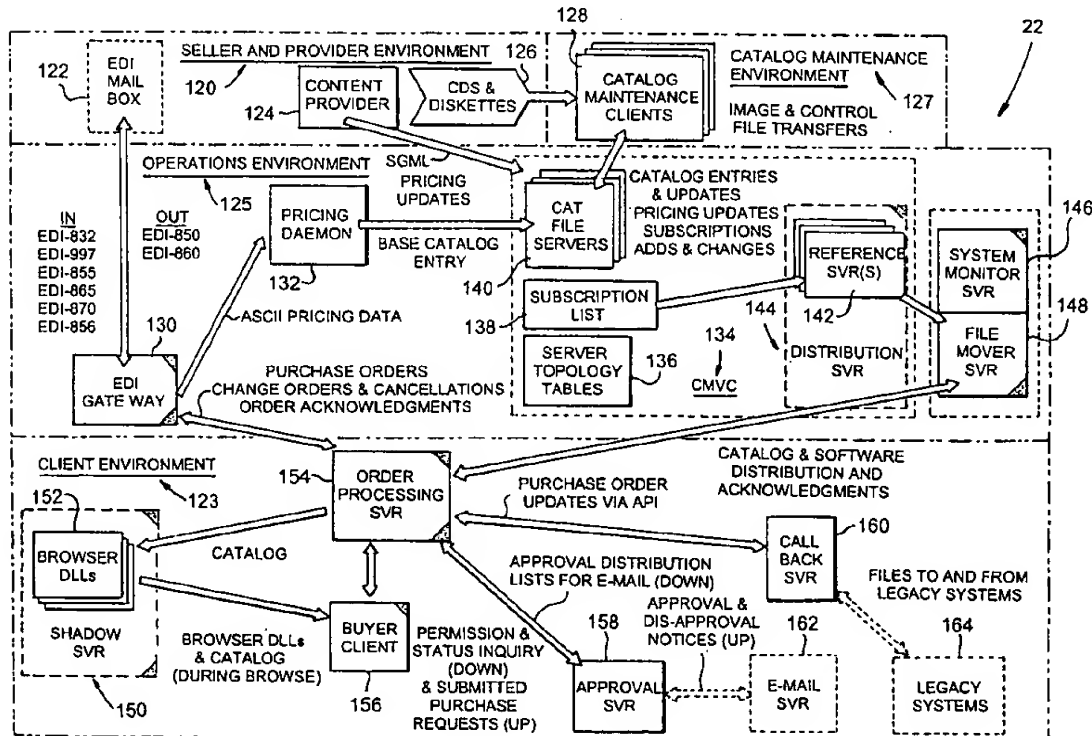 22
SELLER AND PROVIDER ENVIRONMENT
120
122
EDI
MAIL
BOX
CONTENT
PROVIDER
124
CDS &
DISKETTES
126
128
CATALOG
MAINTENANCE
CLIENTS
CATALOG MAINTENANCE
ENVIRONMENT
127
IMAGE & CONTROL
FILE TRANSFERS
OPERATIONS ENVIRONMENT
125
IN
EDI-832
EDI-997
EDI-855
EDI-865
EDI-870
EDI-856
OUT
EDI-850
EDI-860
SGML
PRICING
UPDATES
PRICING
DAEMON
132
BASE CATALOG
ENTRY
CAT
FILE
SERVERS
140
CATALOG ENTRIES
& UPDATES
PRICING UPDATES
SUBSCRIPTIONS
ADDS & CHANGES
138
SUBSCRIPTION
LIST
SERVER
TOPOLOGY
TABLES
136
134
CMVC
REFERENCE
SVR(S)
142
144
DISTRIBUTION
SVR
146
SYSTEM
MONITOR
SVR
148
FILE
MOVER
SVR
ASCII PRICING DATA
130
EDI
GATE WAY
PURCHASE ORDERS
CHANGE ORDERS & CANCELLATIONS
ORDER ACKNOWLEDGMENTS
CLIENT ENVIRONMENT
123
152
BROWSER
DLLs
SHADOW
SVR
150
CATALOG
BROWSER DLLs
& CATALOG
(DURING BROWSE)
154
ORDER
PROCESSING
SVR
BUYER
CLIENT
156
PERMISSION &
STATUS INQUIRY
(DOWN)
& SUBMITTED
PURCHASE
REQUESTS (UP)
PURCHASE ORDER
UPDATES VIA API
CATALOG & SOFTWARE
DISTRIBUTION AND
ACKNOWLEDGMENTS
APPROVAL DISTRIBUTION
LISTS FOR E-MAIL (DOWN)
APPROVAL &
DIS-APPROVAL
NOTICES (UP)
158
APPROVAL
SVR
162
E-MAIL
SVR
160
CALL
BACK
SVR
FILES TO AND FROM
LEGACY SYSTEMS
164
LEGACY
SYSTEMS